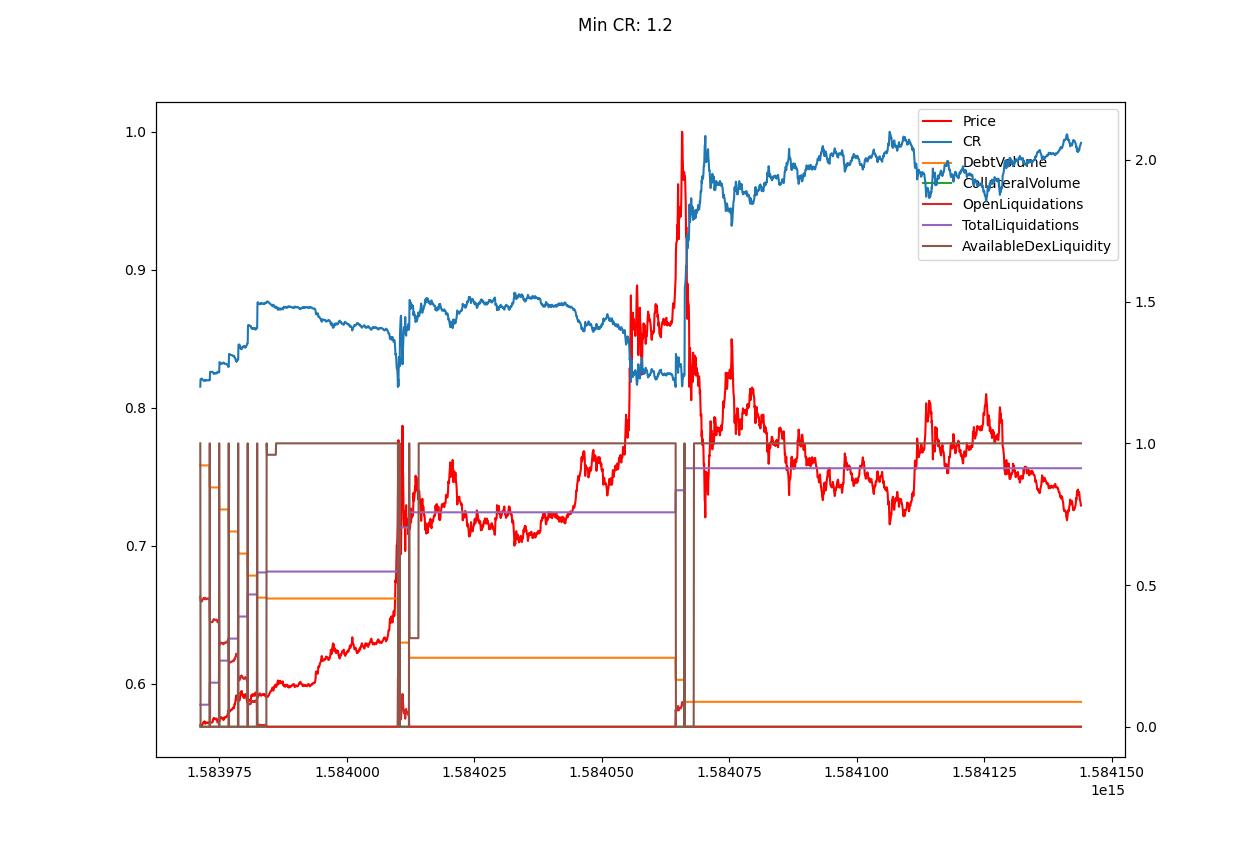 Min CR: 1.2
1.0
0.9
0.8
0.7
0.6
2.0
1.5
1.0
0.5
0.0
Price
CR
DebtVolume
CollateralVolume
OpenLiquidations
TotalLiquidations
AvailableDexLiquidity
1.583975 1.584000 1.584025 1.584050 1.584075 1.584100 1.584125 1.584150
1e15